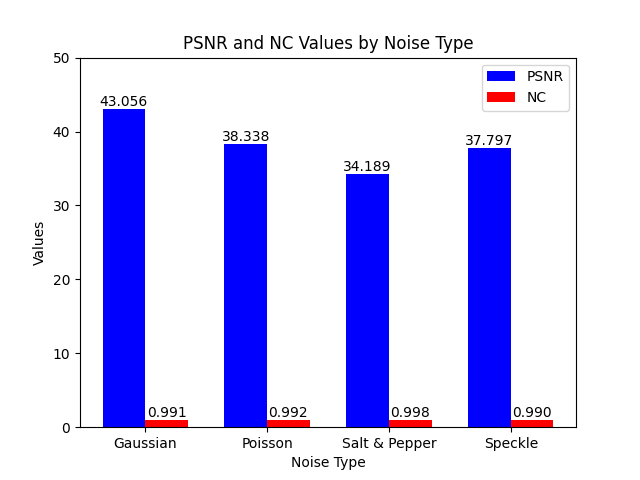 PSNR and NC Values by Noise Type
PSNR
NC
50
40
30
20
10
0
Values
43.056
38.338
34.189
37.797
0.991
0.992
0.998
0.990
Gaussian
Poisson
Salt & Pepper
Speckle
Noise Type